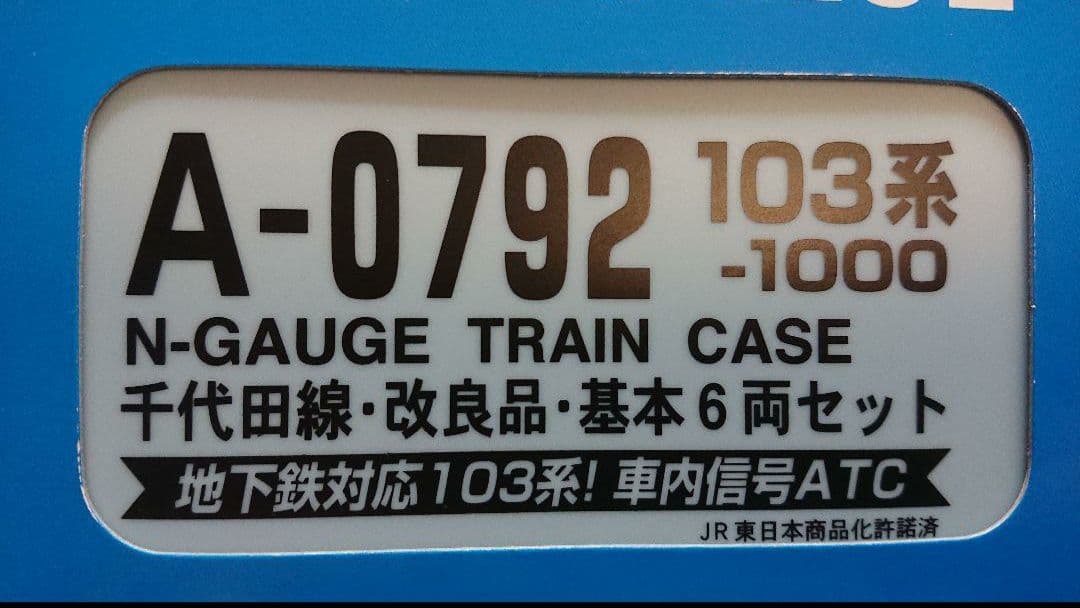 A-0792 103系
-1000
N-GAUGE TRAIN CASE
千代田線・改良品・基本6両セット
地下鉄対応103系! 車内信号ATC
JR東日本商品化許諾済